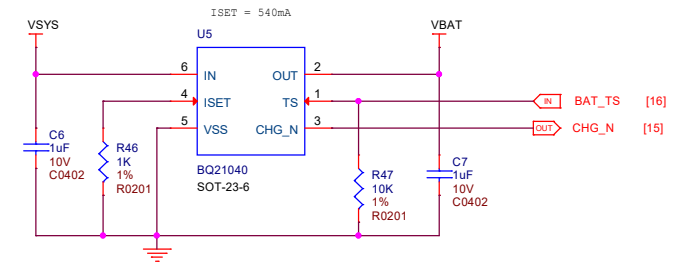 ISET = 540mA
VSYS
VBAT
U5
6
IN
OUT
2
4
ISET
TS
1
IN
BAT_TS
[16]
5
VSS
CHG_N
3
OUT
CHG_N
[15]
C6
1uF
10V
C0402
R46
1K
1%
R0201
BQ21040
SOT-23-6
R47
10K
1%
R0201
C7
1uF
10V
C0402